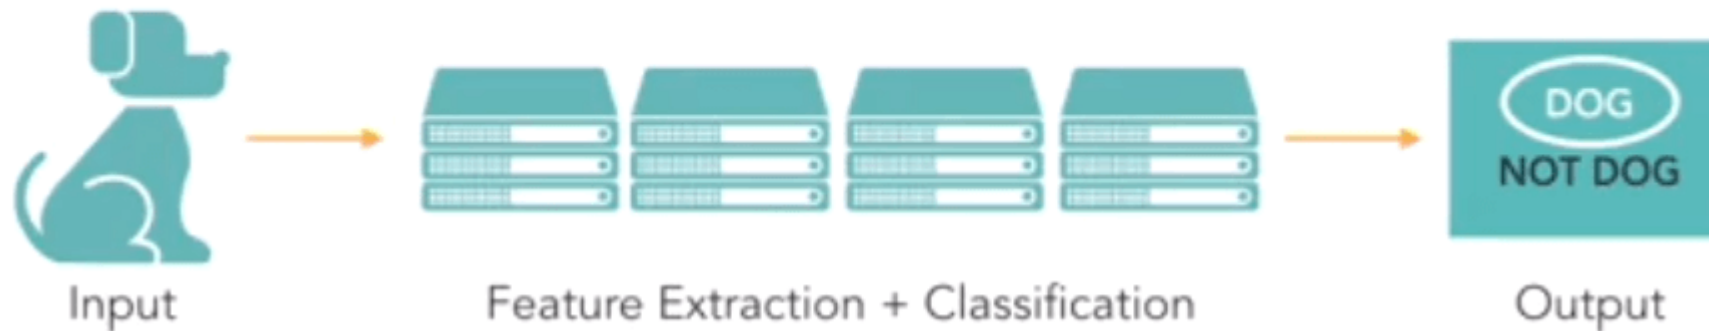 DOG
NOT DOG
Input
Feature Extraction + Classification
Output